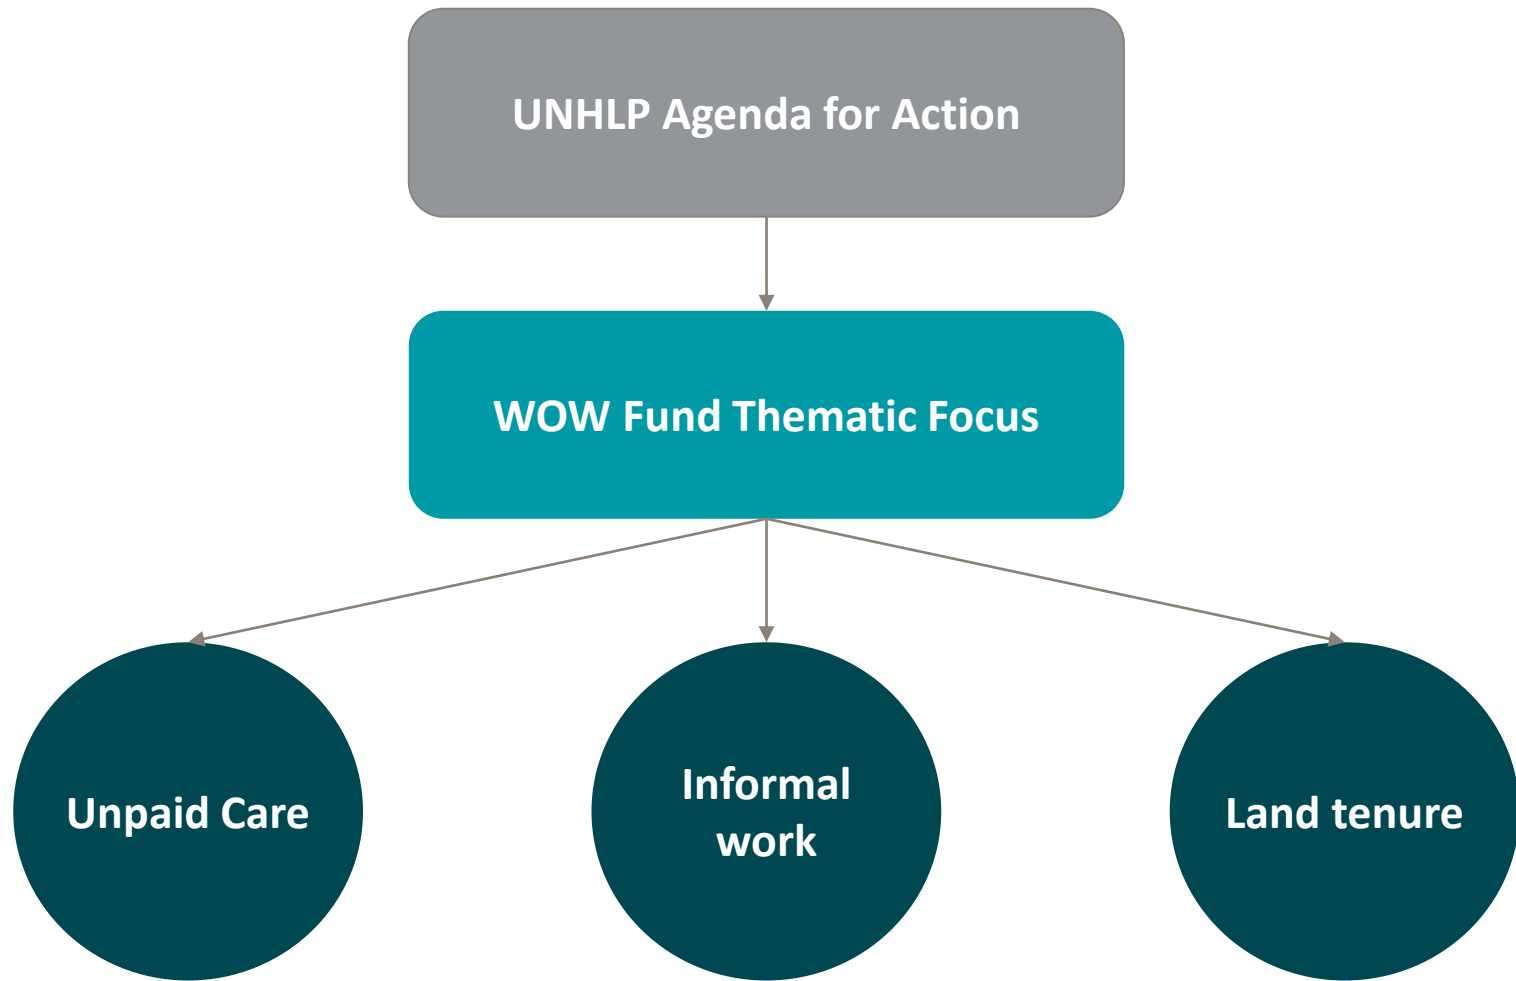 UNHLP Agenda for Action
WOW Fund Thematic Focus
Unpaid Care
Informal
work
Land tenure